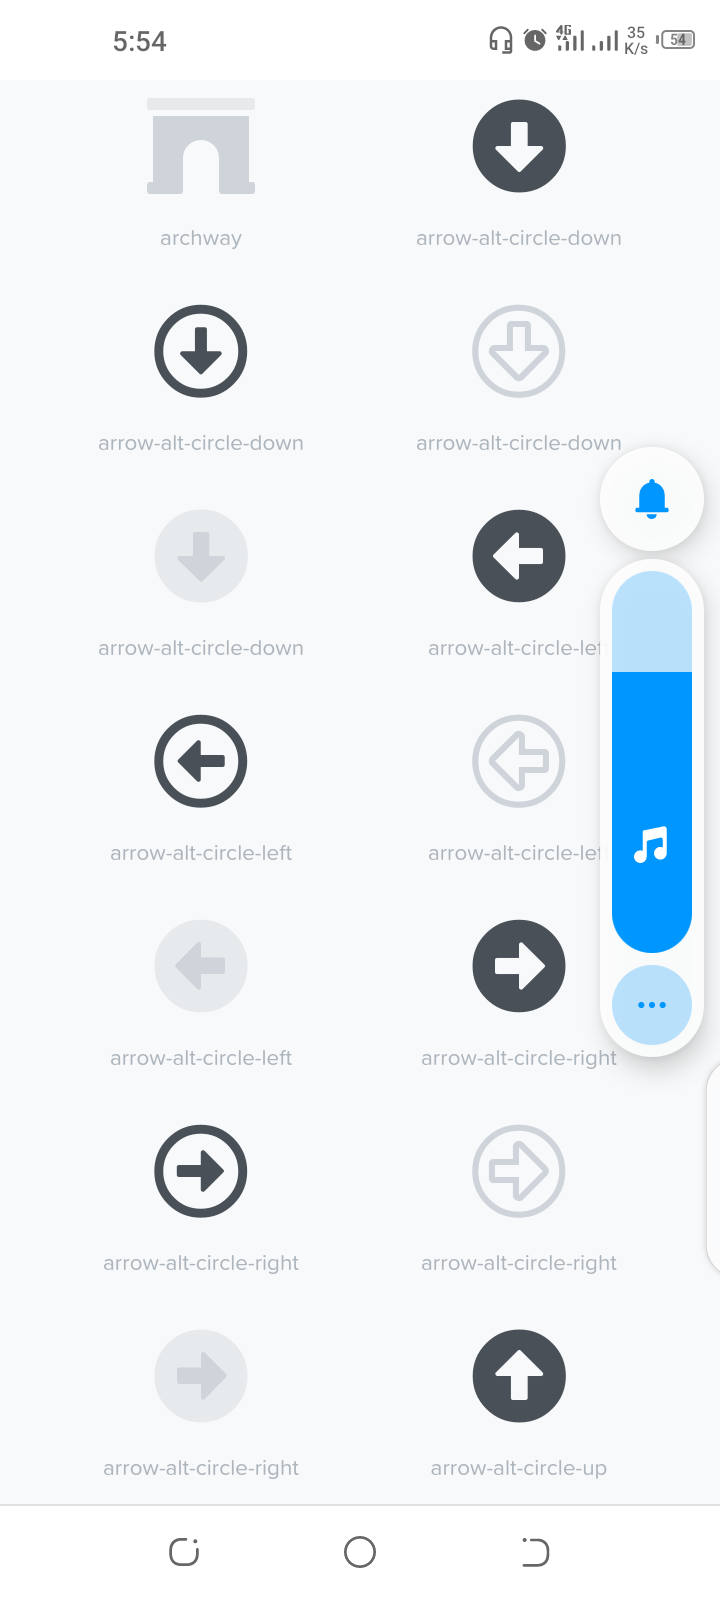 5:54
4G
35
K/s
54
archway
arrow-alt-circle-down
arrow-alt-circle-down
arrow-alt-circle-down
arrow-alt-circle-down
arrow-alt-circle-lef
arrow-alt-circle-left
arrow-alt-circle-lef
arrow-alt-circle-left
arrow-alt-circle-right
arrow-alt-circle-right
arrow-alt-circle-right
arrow-alt-circle-right
arrow-alt-circle-up